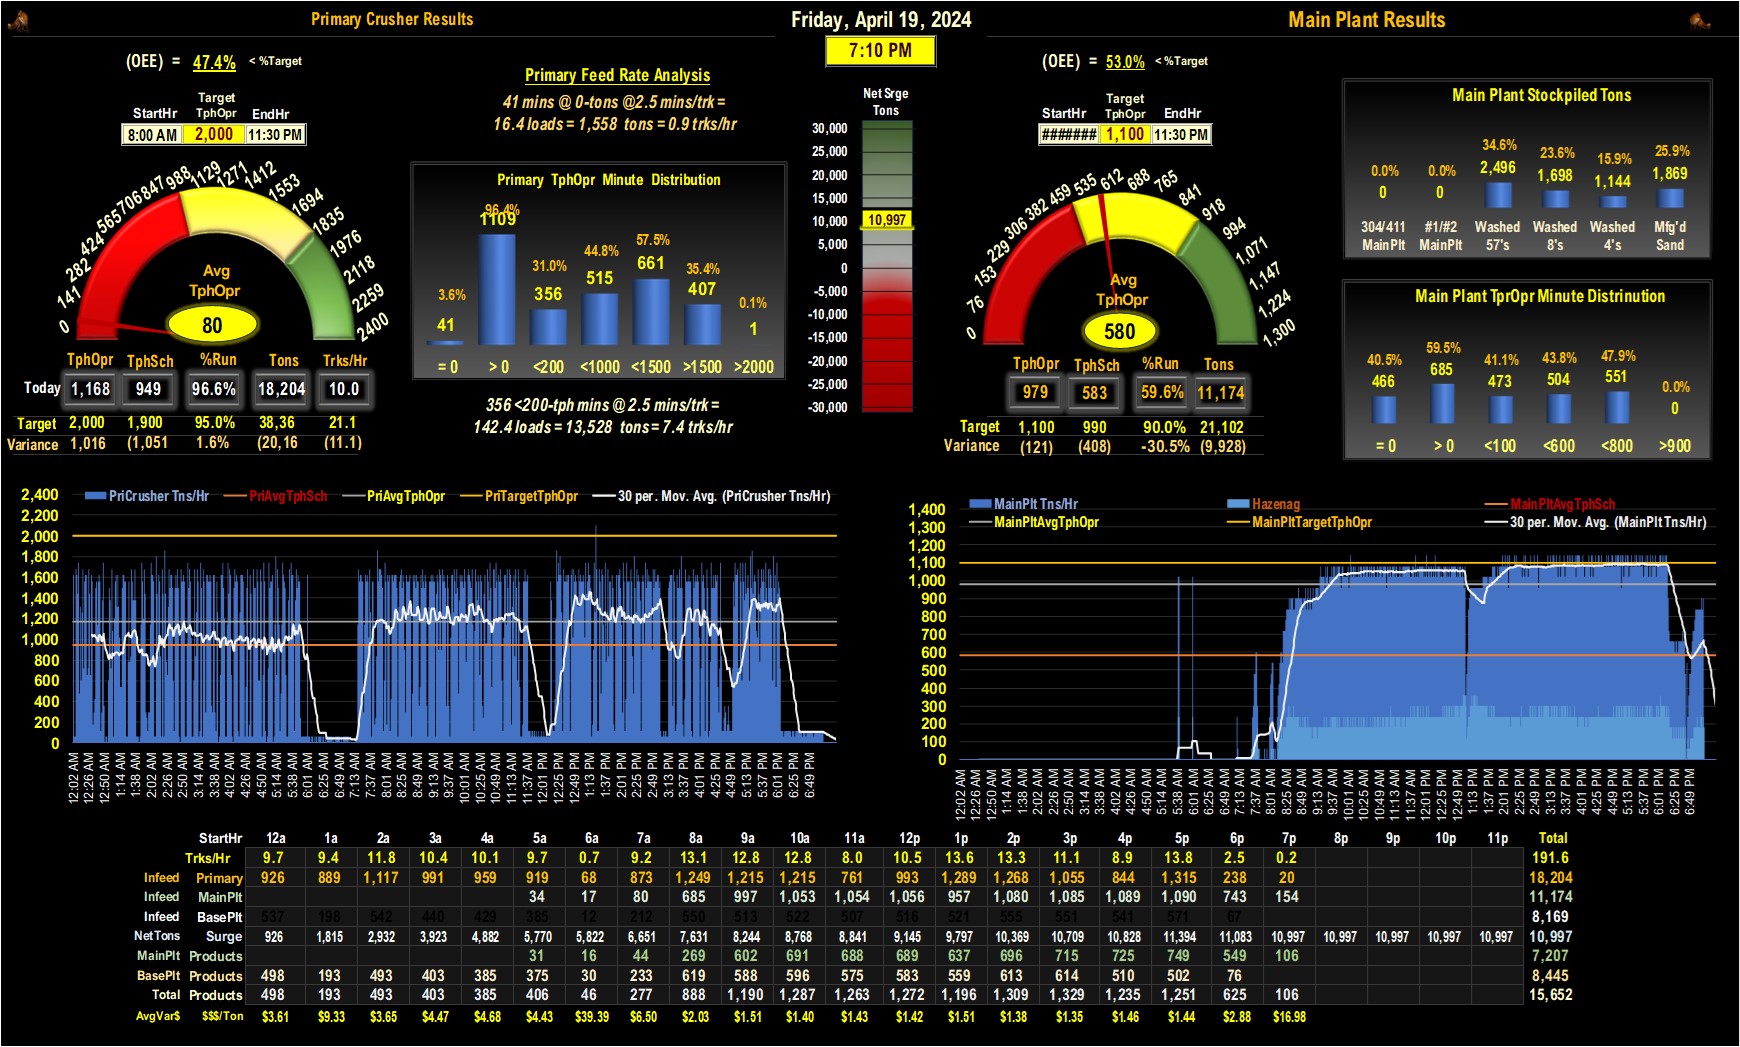 Primary Crusher Results
Friday, April 19, 2024
Main Plant Results
7:10 PM
(OEE) = 47.4% < %Target
StartHr Target TphOpr EndHr
8:00 AM 2,000 11:30 PM
0 141 282 424 565 706 847 988 1129 1271 1412 1553 1694 1835 1976 2118 2259 2400
Avg
TphOpr
80
TphOpr TphSch %Run Tons Trks/Hr
Today 1,168 949 96.6% 18,204 10.0
Target 2,000 1,900 95.0% 38,36 21.1
Variance 1,016 (1,051 1.6% (20,16 (11.1)
Primary Feed Rate Analysis
41 mins @ 0-tons @2.5 mins/trk =
16.4 loads = 1,558 tons = 0.9 trks/hr
Primary TphOpr Minute Distribution
3.6% 96.4% 31.0% 44.8% 57.5% 35.4% 0.1%
41 1109 356 515 661 407 1
= 0 > 0 <200 <1000 <1500 >1500 >2000
356 <200-tph mins @ 2.5 mins/trk =
142.4 loads = 13,528 tons = 7.4 trks/hr
Net Srge
Tons
30,000
25,000
20,000
15,000
10,000
10,997
5,000
0
-5,000
-10,000
-15,000
-20,000
-25,000
-30,000
(OEE) = 53.0% < %Target
StartHr Target TphOpr EndHr
####### 1,100 11:30 PM
0 76 153 229 306 382 459 535 612 688 765 841 918 994 1,071 1,147 1,224 1,300
Avg
TphOpr
580
TphOpr TphSch %Run Tons
979 583 59.6% 11,174
Target 1,100 990 90.0% 21,102
Variance (121) (408) -30.5% (9,928)
Main Plant Stockpiled Tons
0.0% 0.0% 34.6% 23.6% 15.9% 25.9%
0 0 2,496 1,698 1,144 1,869
304/411 #1/#2 Washed Washed Washed Mfg'd
MainPlt MainPlt 57's 8's 4's Sand
Main Plant TprOpr Minute Distrinution
40.5% 59.5% 41.1% 43.8% 47.9% 0.0%
466 685 473 504 551 0
= 0 > 0 <100 <600 <800 >900
PriCrusher Tns/Hr PriAvgTphSch PriAvgTphOpr PriTargetTphOpr 30 per. Mov. Avg. (PriCrusher Tns/Hr)
2,400
2,200
2,000
1,800
1,600
1,400
1,200
1,000
800
600
400
200
0
12:02 AM 12:26 AM 12:50 AM 1:14 AM 1:38 AM 2:02 AM 2:26 AM 2:50 AM 3:14 AM 3:38 AM 4:02 AM 4:26 AM 4:50 AM 5:14 AM 5:38 AM 6:01 AM 6:25 AM 6:49 AM 7:13 AM 7:37 AM 8:01 AM 8:25 AM 8:49 AM 9:13 AM 9:37 AM 10:01 AM 10:25 AM 10:49 AM 11:13 AM 11:37 AM 12:01 PM 12:25 PM 12:49 PM 1:13 PM 1:37 PM 2:01 PM 2:25 PM 2:49 PM 3:13 PM 3:37 PM 4:01 PM 4:25 PM 4:49 PM 5:13 PM 5:37 PM 6:01 PM 6:25 PM 6:49 PM
MainPlt Tns/Hr Hazenag MainPltAvgTphSch
MainPltAvgTphOpr MainPltTargetTphOpr 30 per. Mov. Avg. (MainPlt Tns/Hr)
1,400
1,300
1,200
1,100
1,000
900
800
700
600
500
400
300
200
100
0
12:02 AM 12:26 AM 12:50 AM 1:14 AM 1:39 AM 2:02 AM 2:26 AM 2:50 AM 3:14 AM 3:38 AM 4:02 AM 4:26 AM 4:50 AM 5:14 AM 5:38 AM 6:01 AM 6:25 AM 6:49 AM 7:13 AM 7:37 AM 8:01 AM 8:25 AM 8:49 AM 9:13 AM 9:37 AM 10:01 AM 10:25 AM 10:49 AM 11:13 AM 11:37 AM 12:01 PM 12:25 PM 12:49 PM 1:13 PM 1:37 PM 2:01 PM 2:25 PM 2:49 PM 3:13 PM 3:37 PM 4:01 PM 4:25 PM 4:49 PM 5:13 PM 5:37 PM 6:01 PM 6:25 PM 6:49 PM
StartHr 12a 1a 2a 3a 4a 5a 6a 7a 8a 9a 10a 11a 12p 1p 2p 3p 4p 5p 6p 7p 8p 9p 10p 11p Total
Trks/Hr 9.7 9.4 11.8 10.4 10.1 9.7 0.7 9.2 13.1 12.8 12.8 8.0 10.5 13.6 13.3 11.1 8.9 13.8 2.5 0.2 191.6
Infeed Primary 926 889 1,117 991 959 919 68 873 1,249 1,215 1,215 761 993 1,289 1,268 1,055 844 1,315 238 20 18,204
Infeed MainPlt 34 17 80 685 997 1,053 1,054 1,056 957 1,080 1,085 1,089 1,090 743 154 11,174
Infeed BasePlt 537 198 542 440 429 385 12 212 550 513 522 507 516 521 555 551 541 571 67 8,169
NetTons Surge 926 1,815 2,932 3,923 4,882 5,770 5,822 6,651 7,631 8,244 8,768 8,841 9,145 9,797 10,369 10,709 10,828 11,394 11,083 10,997 10,997 10,997 10,997 10,997 10,997
MainPlt Products 31 16 44 269 602 691 688 689 637 696 715 725 749 549 106 7,207
BasePlt Products 498 193 493 403 385 375 30 233 619 588 596 575 583 559 613 614 510 502 76 8,445
Total Products 498 193 493 403 385 406 46 277 888 1,190 1,287 1,263 1,272 1,196 1,309 1,329 1,235 1,251 625 106 15,652
AvgVar$ $$$/Ton $3.61 $9.33 $3.65 $4.47 $4.68 $4.43 $39.39 $6.50 $2.03 $1.51 $1.40 $1.43 $1.42 $1.51 $1.38 $1.35 $1.46 $1.44 $2.88 $16.98